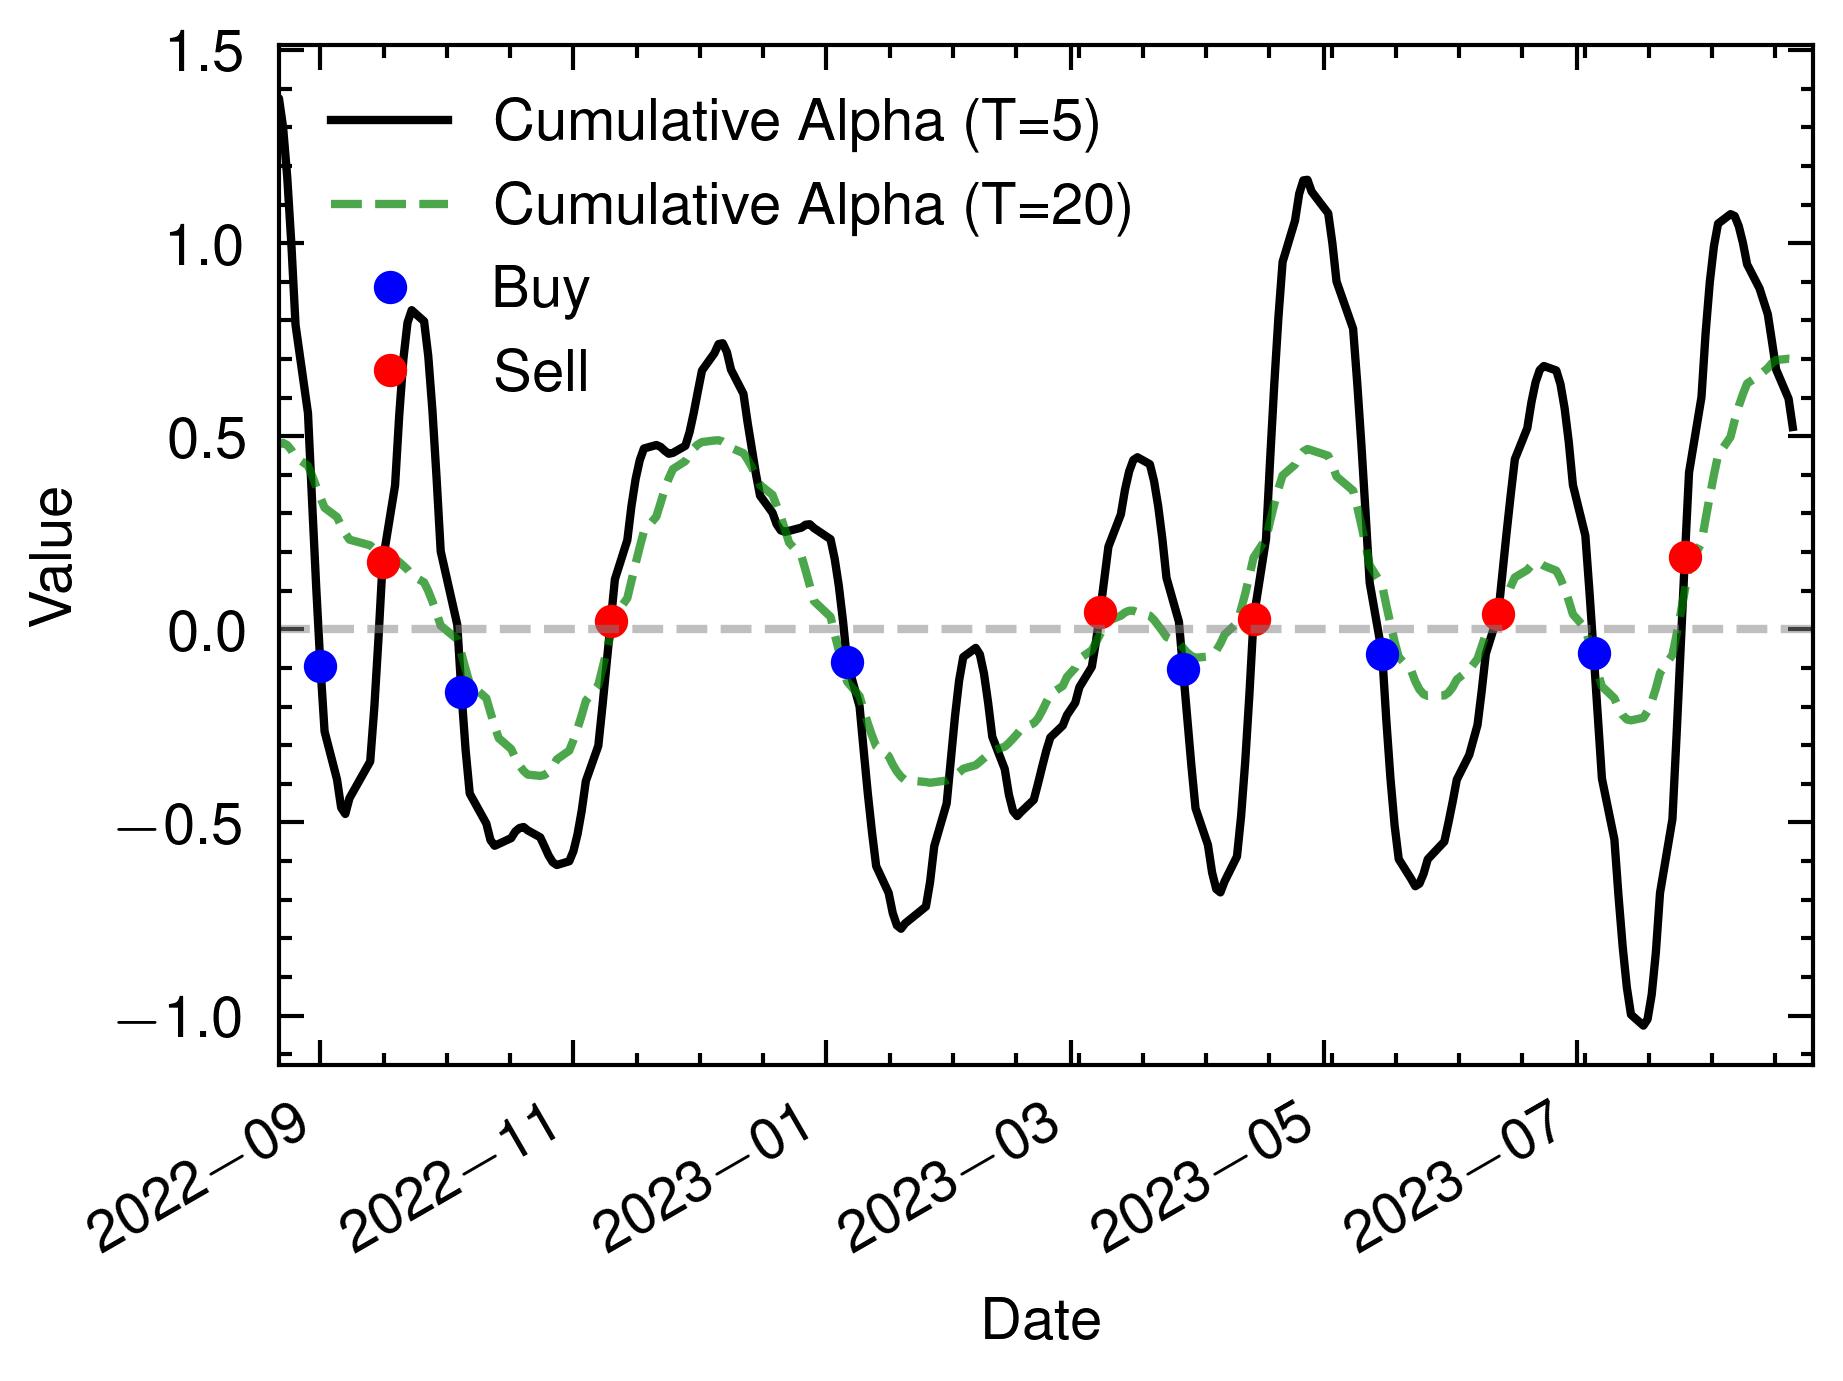 1.5
1.0
0.5
0.0
−0.5
−1.0
Value
Cumulative Alpha (T=5)
Cumulative Alpha (T=20)
Buy
Sell
2022−09
2022−11
2023−01
2023−03
2023−05
2023−07
Date